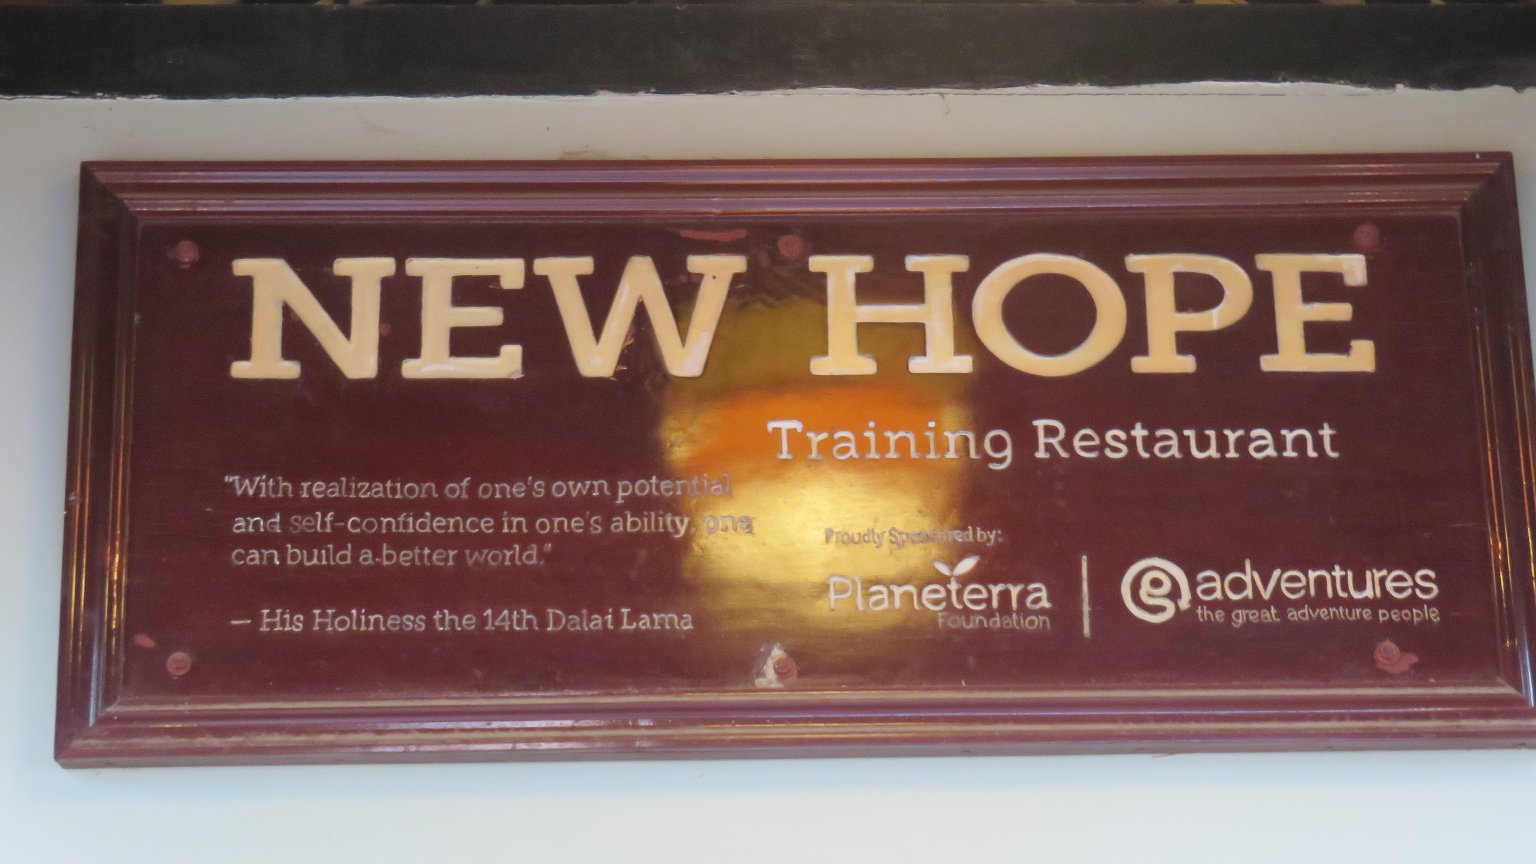 NEW HOPE
Training Restaurant
"With realization of one's own potential
and self-confidence in one's ability, one
can build a better world."
— His Holiness the 14th Dalai Lama
Proudly Sponsored by:
Planeterra
Foundation
g adventures
the great adventure people